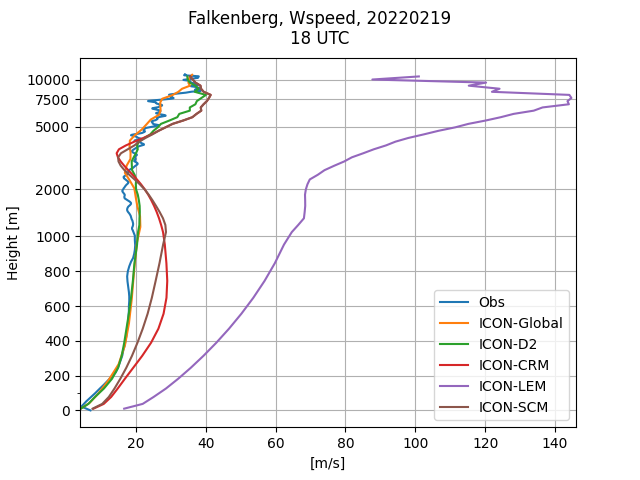 Falkenberg, Wspeed, 20220219
18 UTC
Height [m]
10000
7500
5000
2000
1000
800
600
400
200
0
20
40
60
80
100
120
140
[m/s]
Obs
ICON-Global
ICON-D2
ICON-CRM
ICON-LEM
ICON-SCM